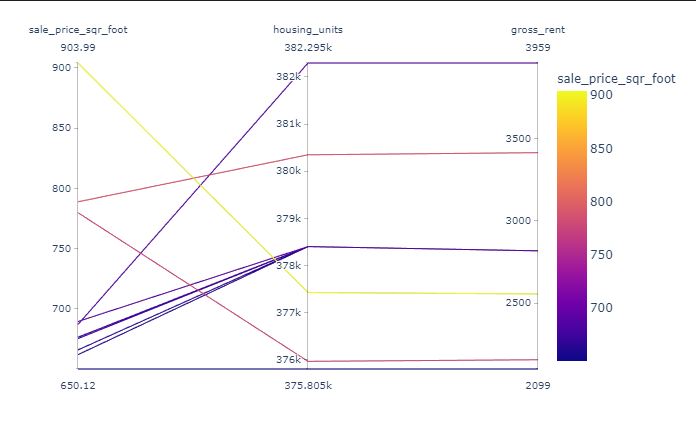 sale_price_sqr_foot housing_units gross_rent
903.99 382.295k 3959
900
850
800
750
700
650.12
382k
381k
380k
379k
378k
377k
376k
375.805k
3500
3000
2500
2099
sale_price_sqr_foot
900
850
800
750
700